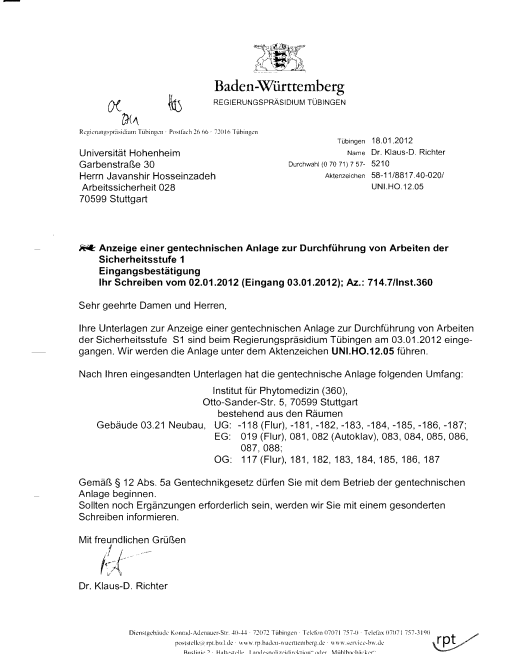 Baden-Württemberg
REGIERUNGSPRÄSIDIUM TÜBINGEN
Regierungspräsidium Tübingen · Postfach 26 66 · 72016 Tübingen
Universität Hohenheim
Garbenstraße 30
Herrn Javanshir Hosseinzadeh
Arbeitssicherheit 028
70599 Stuttgart
Tübingen 18.01.2012
Name Dr. Klaus-D. Richter
Durchwahl (0 70 71) 7 57- 5210
Aktenzeichen 58-11/8817.40-020/
UNI.HO.12.05
Anzeige einer gentechnischen Anlage zur Durchführung von Arbeiten der
Sicherheitsstufe 1
Eingangsbestätigung
Ihr Schreiben vom 02.01.2012 (Eingang 03.01.2012); Az.: 714.7/Inst.360
Sehr geehrte Damen und Herren,
Ihre Unterlagen zur Anzeige einer gentechnischen Anlage zur Durchführung von Arbeiten
der Sicherheitsstufe S1 sind beim Regierungspräsidium Tübingen am 03.01.2012 einge-
gangen. Wir werden die Anlage unter dem Aktenzeichen UNI.HO.12.05 führen.
Nach Ihren eingesandten Unterlagen hat die gentechnische Anlage folgenden Umfang:
Institut für Phytomedizin (360),
Otto-Sander-Str. 5, 70599 Stuttgart
bestehend aus den Räumen
Gebäude 03.21 Neubau, UG: -118 (Flur), -181, -182, -183, -184, -185, -186, -187;
EG: 019 (Flur), 081, 082 (Autoklav), 083, 084, 085, 086,
087, 088;
OG: 117 (Flur), 181, 182, 183, 184, 185, 186, 187
Gemäß § 12 Abs. 5a Gentechnikgesetz dürfen Sie mit dem Betrieb der gentechnischen
Anlage beginnen.
Sollten noch Ergänzungen erforderlich sein, werden wir Sie mit einem gesonderten
Schreiben informieren.
Mit freundlichen Grüßen
Dr. Klaus-D. Richter
Dienstgebäude Konrad-Adenauer-Str. 40-44 · 72072 Tübingen · Telefon 07071 757-0 · Telefax 07071 757-3190
poststelle@rpt.bwl.de · www.rp.baden-wuerttemberg.de · www.service-bw.de
Buslinie 2 · Haltestelle „Landespolizeidirektion" oder „Mühlbachäcker"
rpt